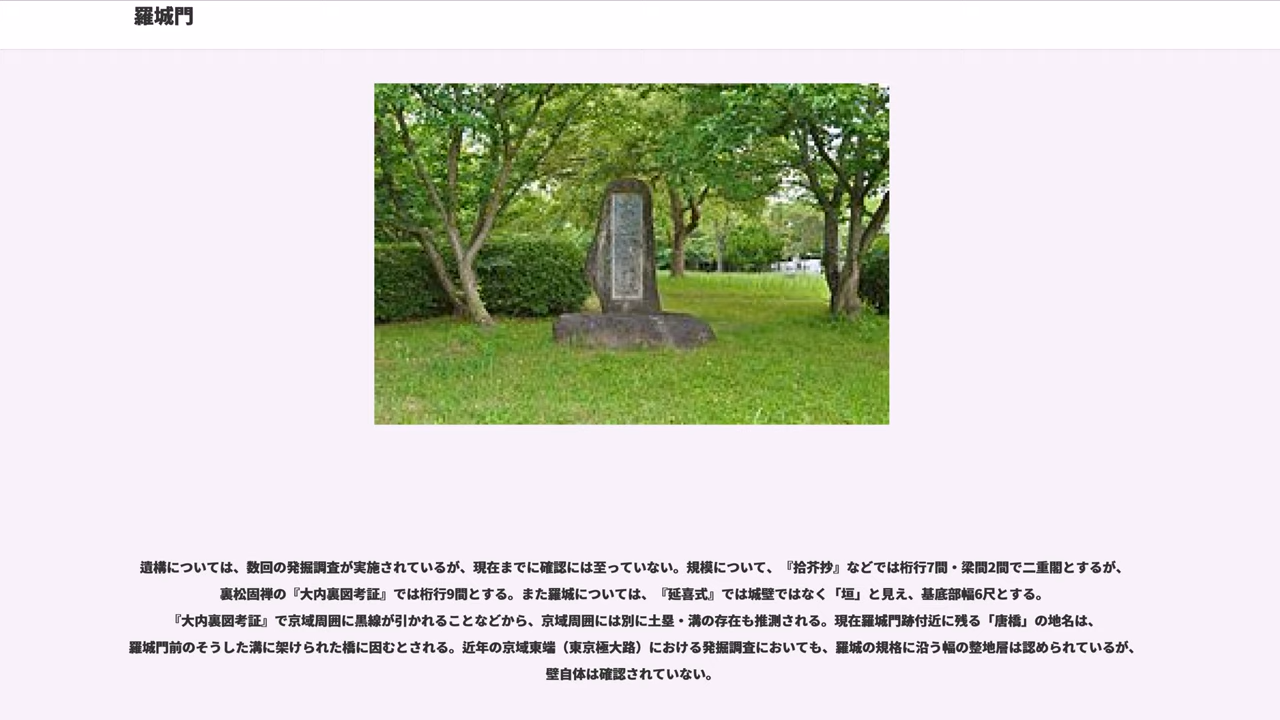 羅城門
遺構については、数回の発掘調査が実施されているが、現在までに確認には至っていない。規模について、『拾芥抄』などでは桁行7間・梁間2間で二重閣とするが、
裏松固禅の『大内裏図考証』では桁行9間とする。また羅城については、『延喜式』では城壁ではなく「垣」と見え、基底部幅6尺とする。
『大内裏図考証』で京域周囲に黒線が引かれることなどから、京域周囲には別に土塁・溝の存在も推測される。現在羅城門跡付近に残る「唐橋」の地名は、
羅城門前のそうした溝に架けられた橋に因むとされる。近年の京域東端（東京極大路）における発掘調査においても、羅城の規格に沿う幅の整地層は認められているが、
壁自体は確認されていない。